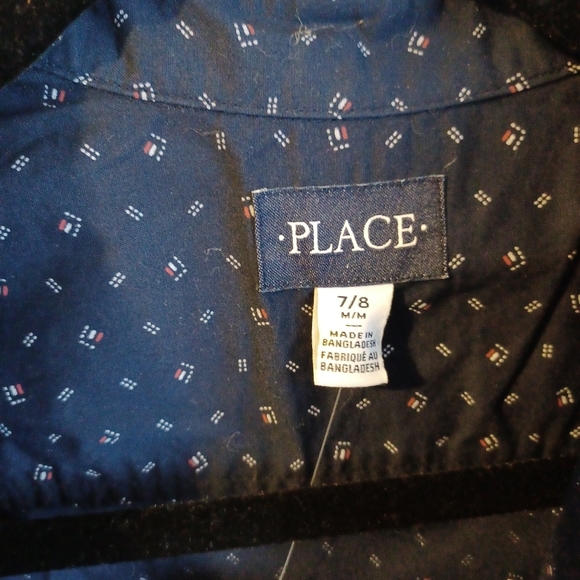 ·PLACE·
7/8
M/M
MADE IN
BANGLADESH
FABRIQUÉ AU
BANGLADESH